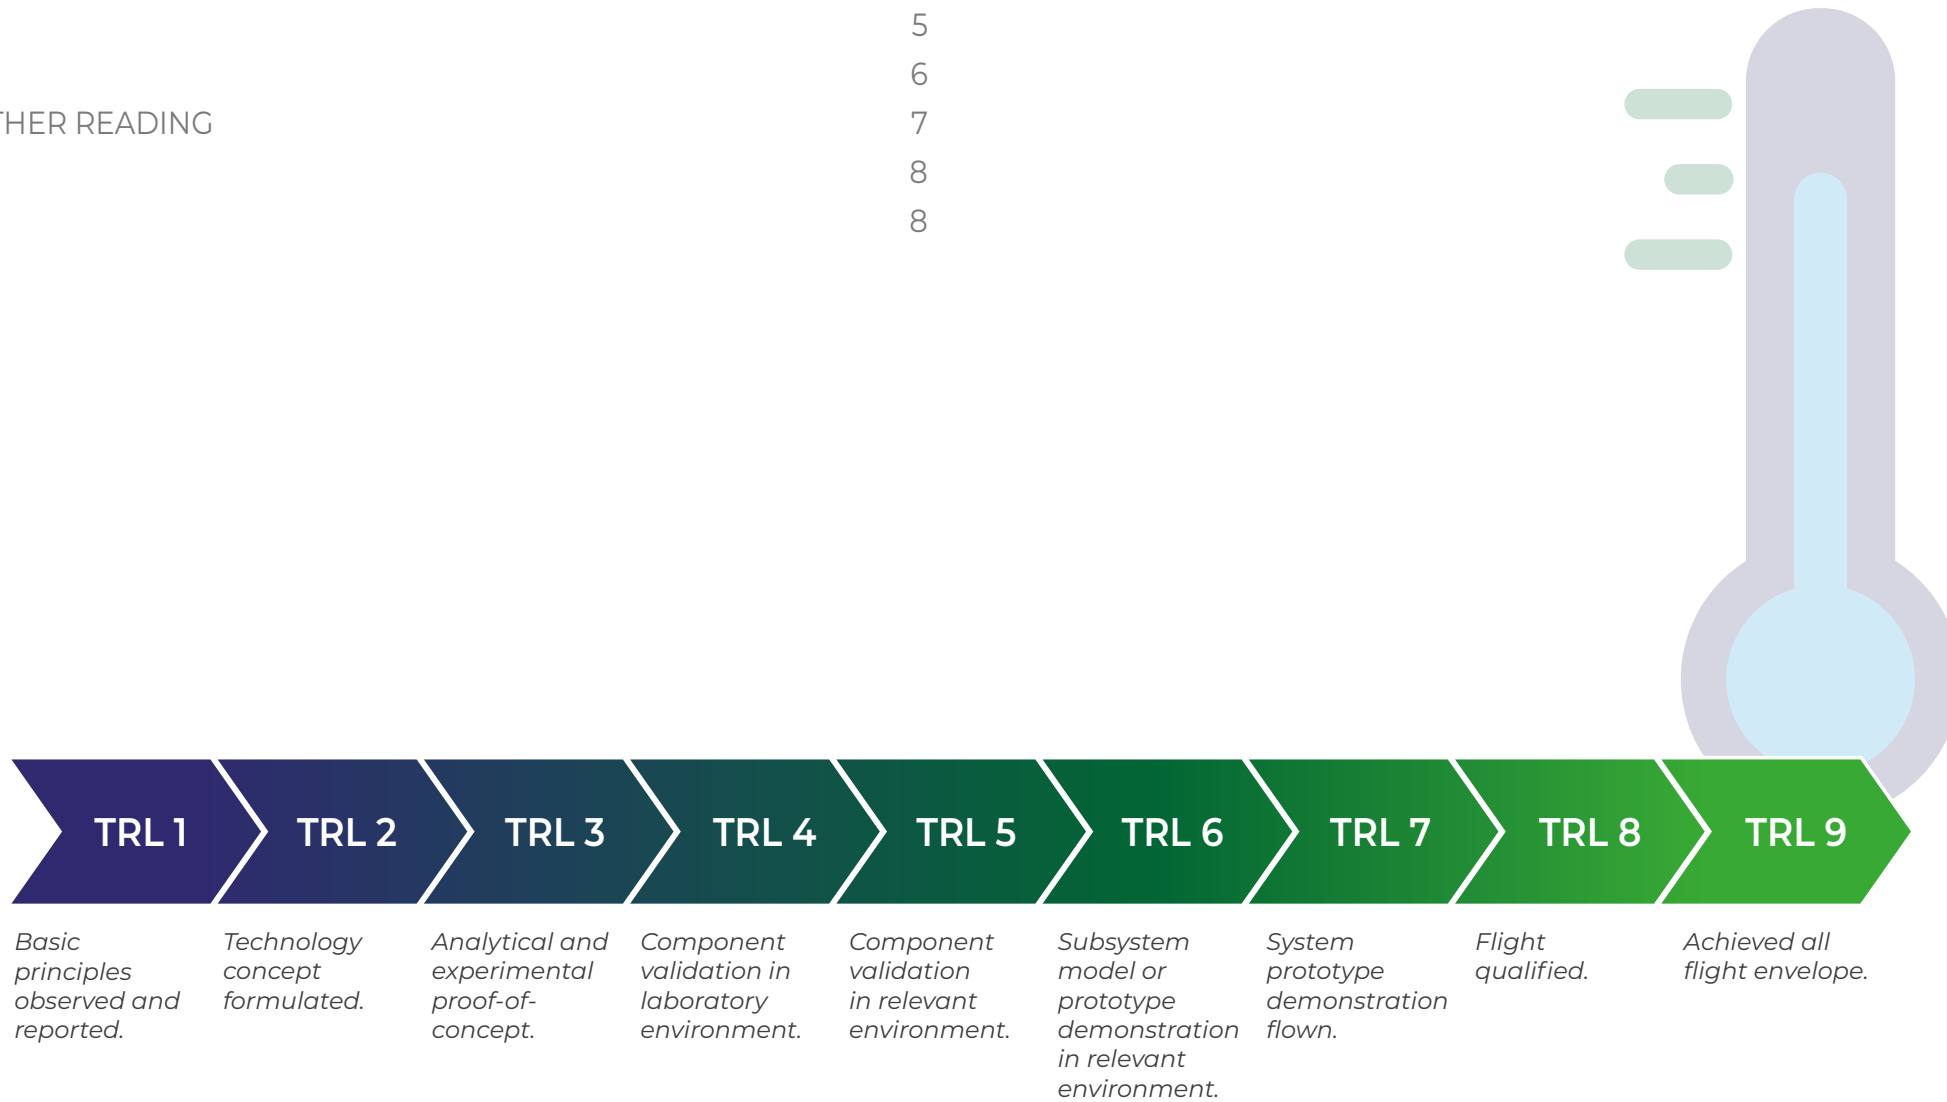 5
6
THER READING 7
8
8
TRL 1
TRL 2
TRL 3
TRL 4
TRL 5
TRL 6
TRL 7
TRL 8
TRL 9
Basic
principles
observed and
reported.
Technology
concept
formulated.
Analytical and
experimental
proof-of-
concept.
Component
validation in
laboratory
environment.
Component
validation
in relevant
environment.
Subsystem
model or
prototype
demonstration
in relevant
environment.
System
prototype
demonstration
flown.
Flight
qualified.
Achieved all
flight envelope.